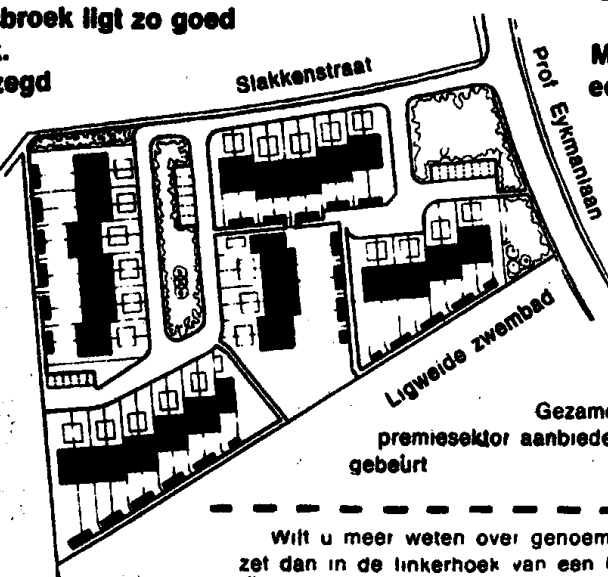 sbroek ligt zo goed
k.
zegd
M
Slakkenstraat
Prof Eykmanlaan
Ligweide zwembad
Gezame
premiesektor aanbiede
gebeurt
Wilt u meer weten over genoem
zet dan in de linkerhoek van een